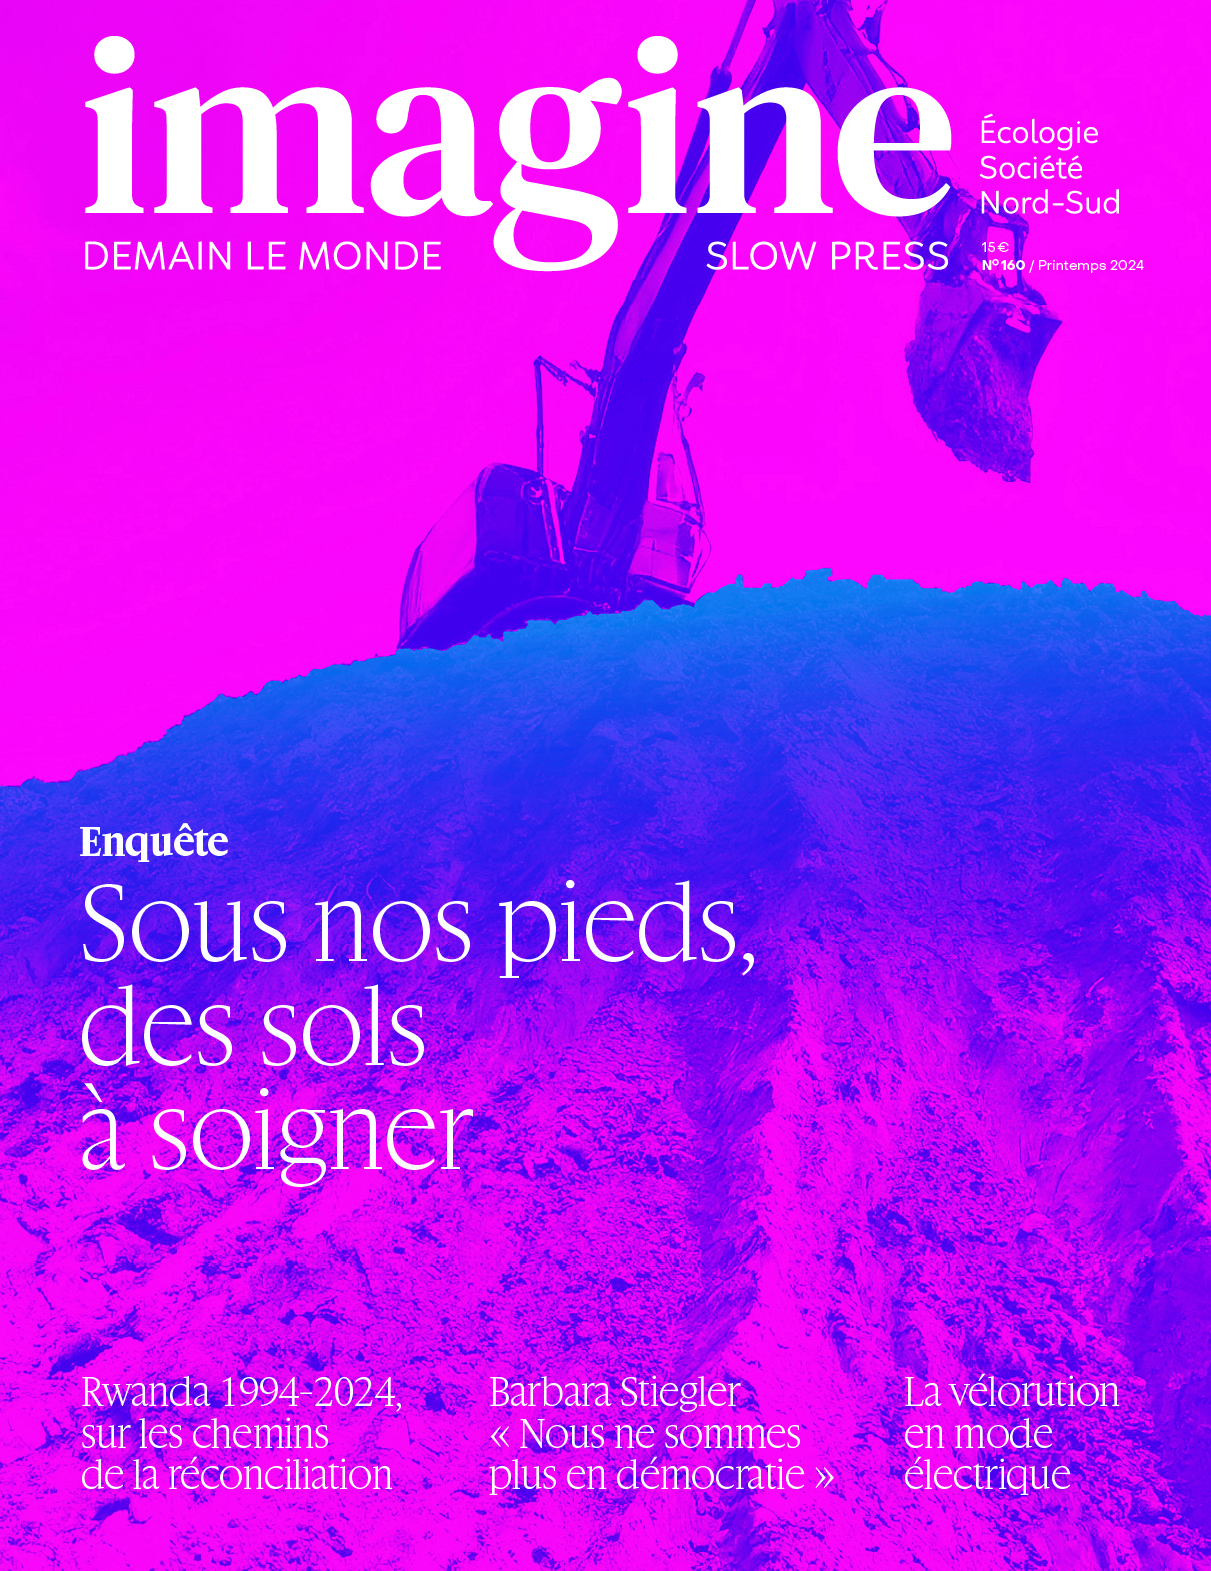 imagine
DEMAIN LE MONDE
SLOW PRESS
Écologie
Société
Nord-Sud
15 €
Nº 160 / Printemps 2024
Enquête
Sous nos pieds,
des sols
à soigner
Rwanda 1994-2024,
sur les chemins
de la réconciliation
Barbara Stiegler
« Nous ne sommes
plus en démocratie »
La vélorution
en mode
électrique